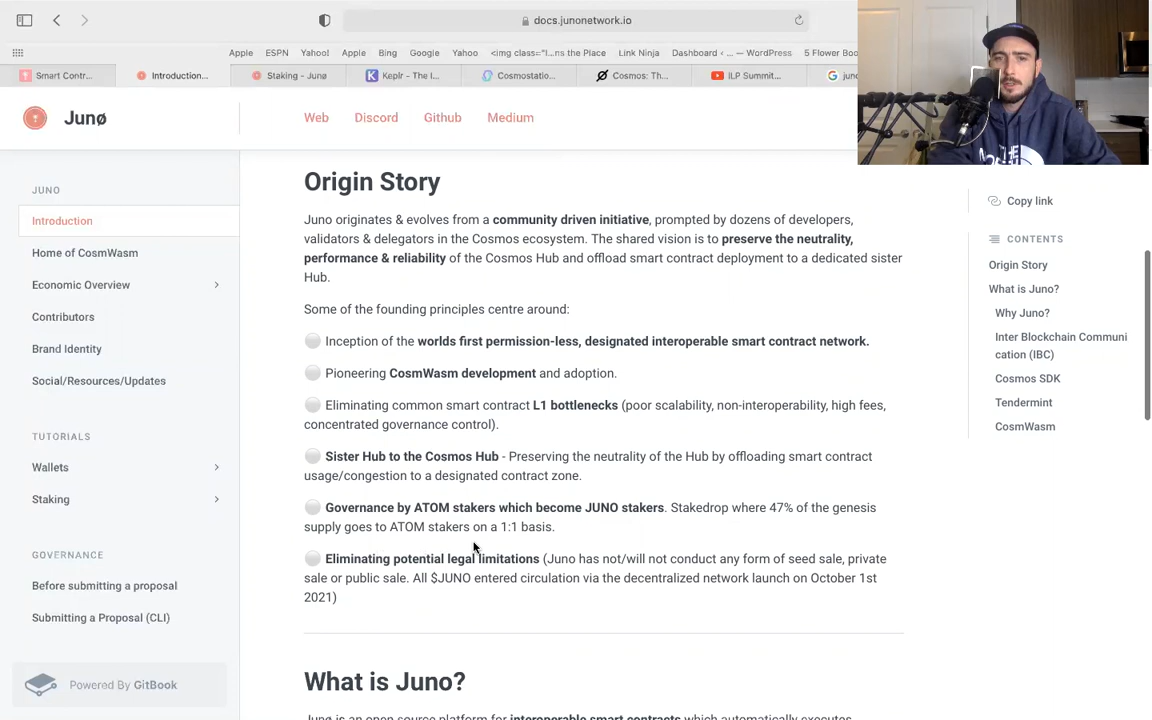 docs.junonetwork.io
Apple ESPN Yahoo! Apple Bing Google Yahoo <img class="l...ns the Place Link Ninja Dashboard ‹ ... — WordPress 5 Flower Boo
Smart Contr... Introduction... Staking - Junø Keplr - The I... Cosmostatio... Cosmos: Th... ILP Summit... juno
Junø
Web Discord Github Medium
JUNO
Introduction
Home of CosmWasm
Economic Overview
Contributors
Brand Identity
Social/Resources/Updates
TUTORIALS
Wallets
Staking
GOVERNANCE
Before submitting a proposal
Submitting a Proposal (CLI)
Powered By GitBook
Origin Story
Juno originates & evolves from a community driven initiative, prompted by dozens of developers,
validators & delegators in the Cosmos ecosystem. The shared vision is to preserve the neutrality,
performance & reliability of the Cosmos Hub and offload smart contract deployment to a dedicated sister
Hub.
Some of the founding principles centre around:
Inception of the worlds first permission-less, designated interoperable smart contract network.
Pioneering CosmWasm development and adoption.
Eliminating common smart contract L1 bottlenecks (poor scalability, non-interoperability, high fees,
concentrated governance control).
Sister Hub to the Cosmos Hub - Preserving the neutrality of the Hub by offloading smart contract
usage/congestion to a designated contract zone.
Governance by ATOM stakers which become JUNO stakers. Stakedrop where 47% of the genesis
supply goes to ATOM stakers on a 1:1 basis.
Eliminating potential legal limitations (Juno has not/will not conduct any form of seed sale, private
sale or public sale. All $JUNO entered circulation via the decentralized network launch on October 1st
2021)
What is Juno?
Junø is an open source platform for interoperable smart contracts which automatically executes
Copy link
CONTENTS
Origin Story
What is Juno?
Why Juno?
Inter Blockchain Communi
cation (IBC)
Cosmos SDK
Tendermint
CosmWasm